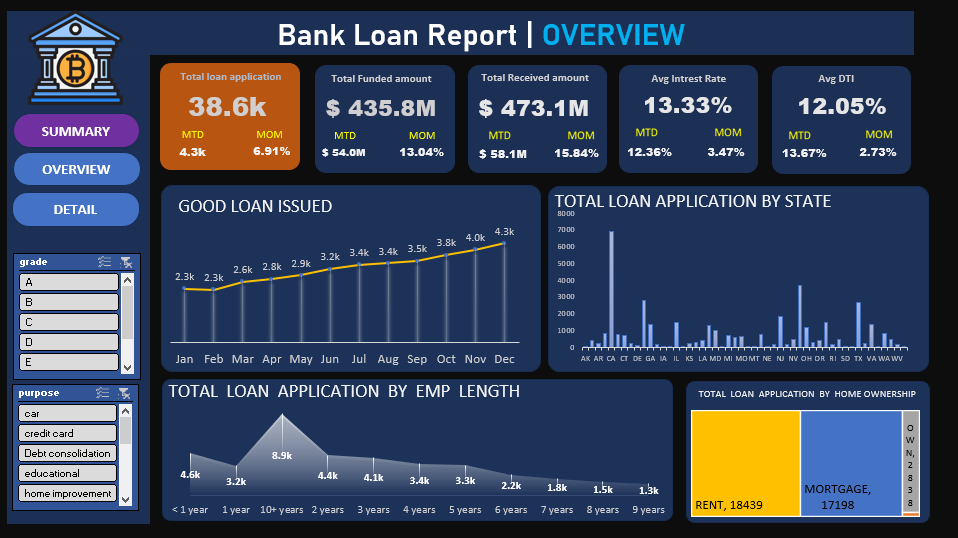 Bank Loan Report | OVERVIEW
SUMMARY
OVERVIEW
DETAIL
Total loan application
38.6k
MTD MOM
4.3k 6.91%
Total Funded amount
$ 435.8M
MTD MOM
$ 54.0M 13.04%
Total Received amount
$ 473.1M
MTD MOM
$ 58.1M 15.84%
Avg Intrest Rate
13.33%
MTD MOM
12.36% 3.47%
Avg DTI
12.05%
MTD MOM
13.67% 2.73%
grade
A
B
C
D
E
purpose
car
credit card
Debt consolidation
educational
home improvement
GOOD LOAN ISSUED
2.3k 2.3k 2.6k 2.8k 2.9k 3.2k 3.4k 3.4k 3.5k 3.8k 4.0k 4.3k
Jan Feb Mar Apr May Jun Jul Aug Sep Oct Nov Dec
TOTAL LOAN APPLICATION BY STATE
8000
7000
6000
5000
4000
3000
2000
1000
0
AK AR CA CT DE GA IA IL KS LA MD MI MO MT NE NJ NV OH OR RI SD TX VA WA WV
TOTAL LOAN APPLICATION BY EMP LENGTH
4.6k 3.2k 8.9k 4.4k 4.1k 3.4k 3.3k 2.2k 1.8k 1.5k 1.3k
< 1 year 1 year 10+ years 2 years 3 years 4 years 5 years 6 years 7 years 8 years 9 years
TOTAL LOAN APPLICATION BY HOME OWNERSHIP
RENT, 18439
MORTGAGE,
17198
OWN, 2838